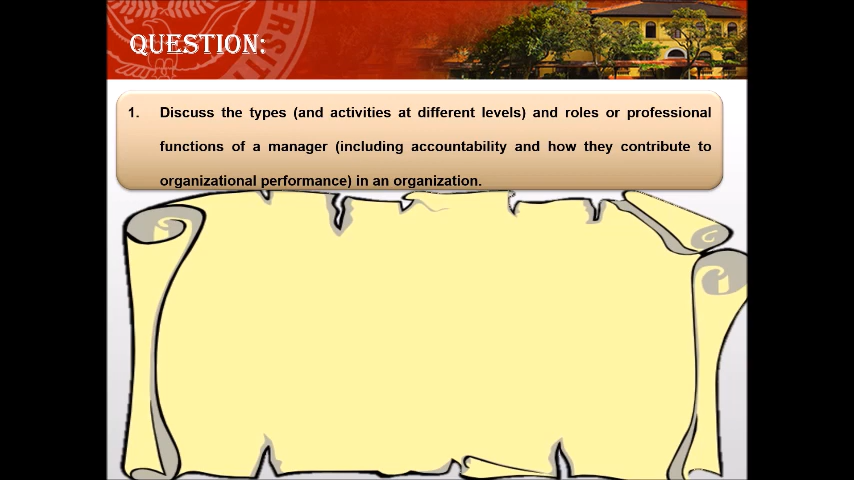 QUESTION:
1. Discuss the types (and activities at different levels) and roles or professional
functions of a manager (including accountability and how they contribute to
organizational performance) in an organization.